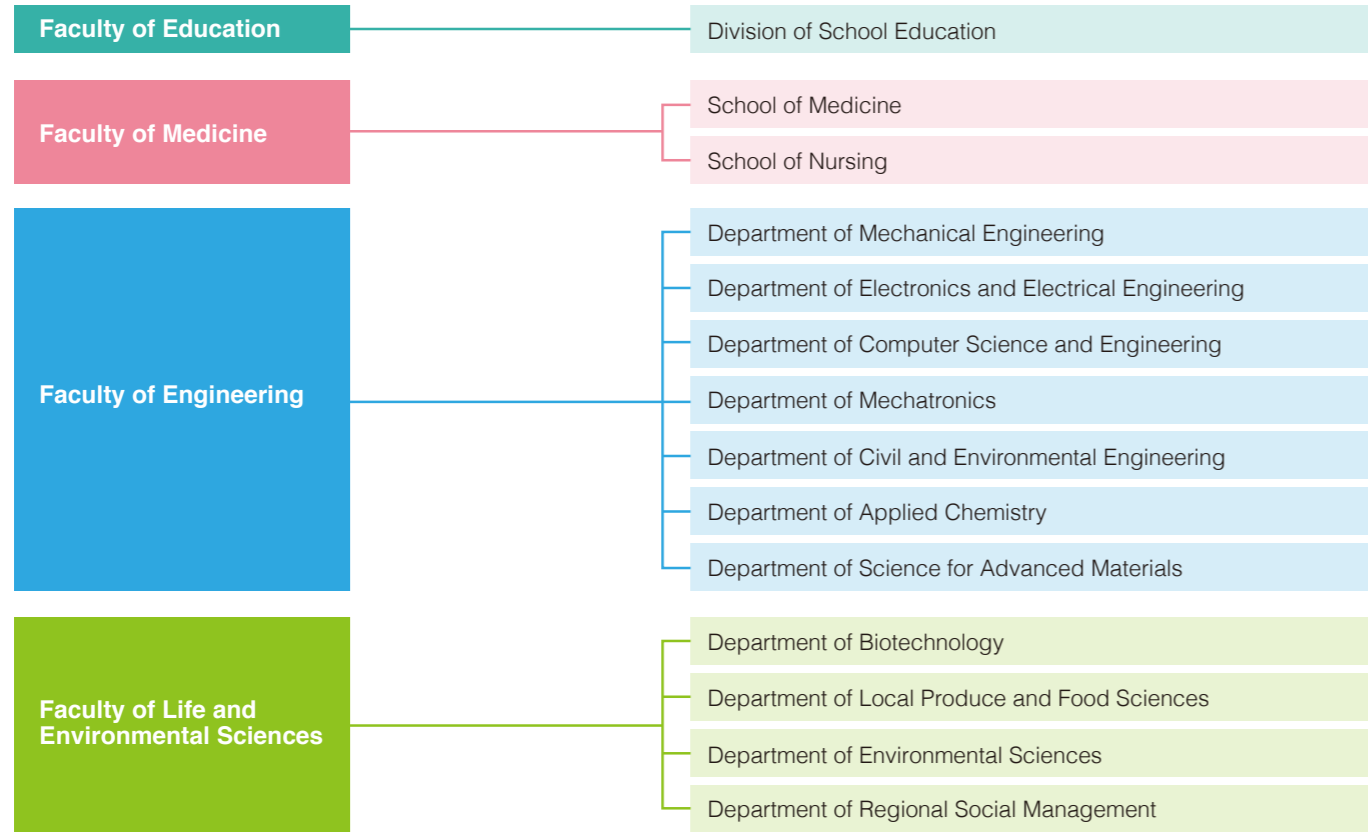 Faculty of Education
Division of School Education
Faculty of Medicine
School of Medicine
School of Nursing
Faculty of Engineering
Department of Mechanical Engineering
Department of Electronics and Electrical Engineering
Department of Computer Science and Engineering
Department of Mechatronics
Department of Civil and Environmental Engineering
Department of Applied Chemistry
Department of Science for Advanced Materials
Faculty of Life and
Environmental Sciences
Department of Biotechnology
Department of Local Produce and Food Sciences
Department of Environmental Sciences
Department of Regional Social Management